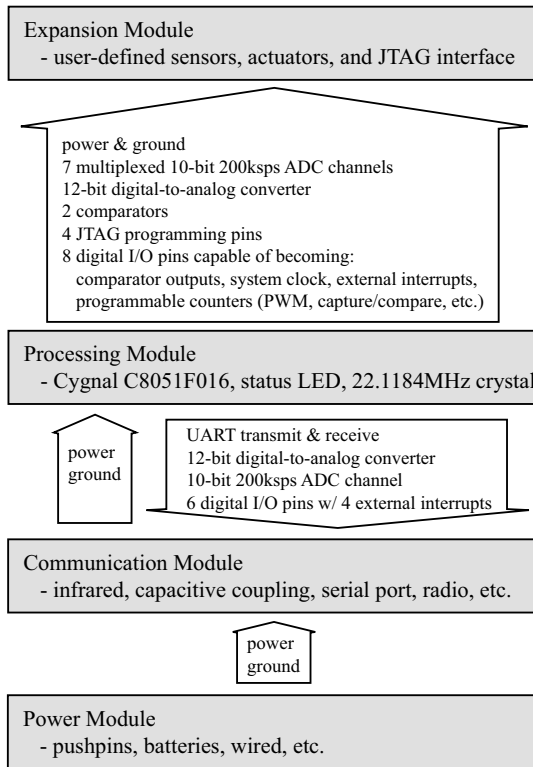 Expansion Module
- user-defined sensors, actuators, and JTAG interface
power & ground
7 multiplexed 10-bit 200ksps ADC channels
12-bit digital-to-analog converter
2 comparators
4 JTAG programming pins
8 digital I/O pins capable of becoming:
comparator outputs, system clock, external interrupts,
programmable counters (PWM, capture/compare, etc.)
Processing Module
- Cygnal C8051F016, status LED, 22.1184MHz crystal
power
ground
UART transmit & receive
12-bit digital-to-analog converter
10-bit 200ksps ADC channel
6 digital I/O pins w/ 4 external interrupts
Communication Module
- infrared, capacitive coupling, serial port, radio, etc.
power
ground
Power Module
- pushpins, batteries, wired, etc.